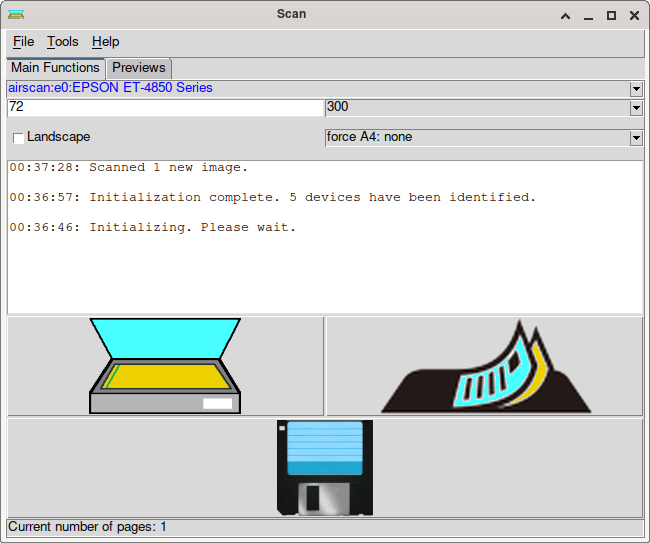 Scan
File Tools Help
Main Functions Previews
airscan:e0:EPSON ET-4850 Series
72 300
Landscape force A4: none
00:37:28: Scanned 1 new image.
00:36:57: Initialization complete. 5 devices have been identified.
00:36:46: Initializing. Please wait.
Current number of pages: 1